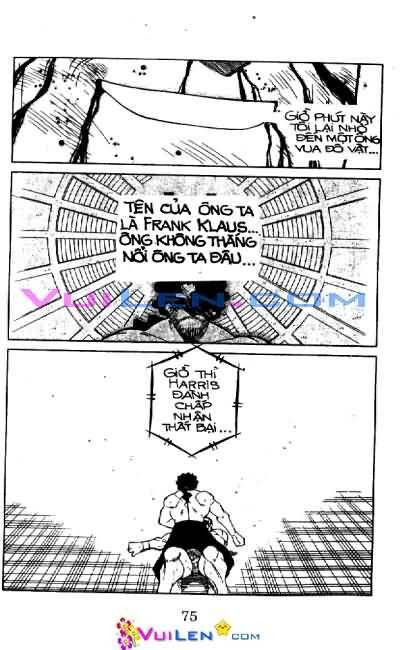 GIỜ PHÚT NÀY
TÔI LẠI NHỚ
ĐẾN MỘT ÔNG
VUA ĐÔ VẬT...
TÊN CỦA ÔNG TA
LÀ FRANK KLAUS...
ÔNG KHÔNG THẮNG
NỔI ÔNG TA ĐÂU...
VUILEN.COM
GIỜ THÌ
HARRIS
ĐÀNH
CHẤP
NHẬN
THẤT BẠI...
75
VUILEN.COM